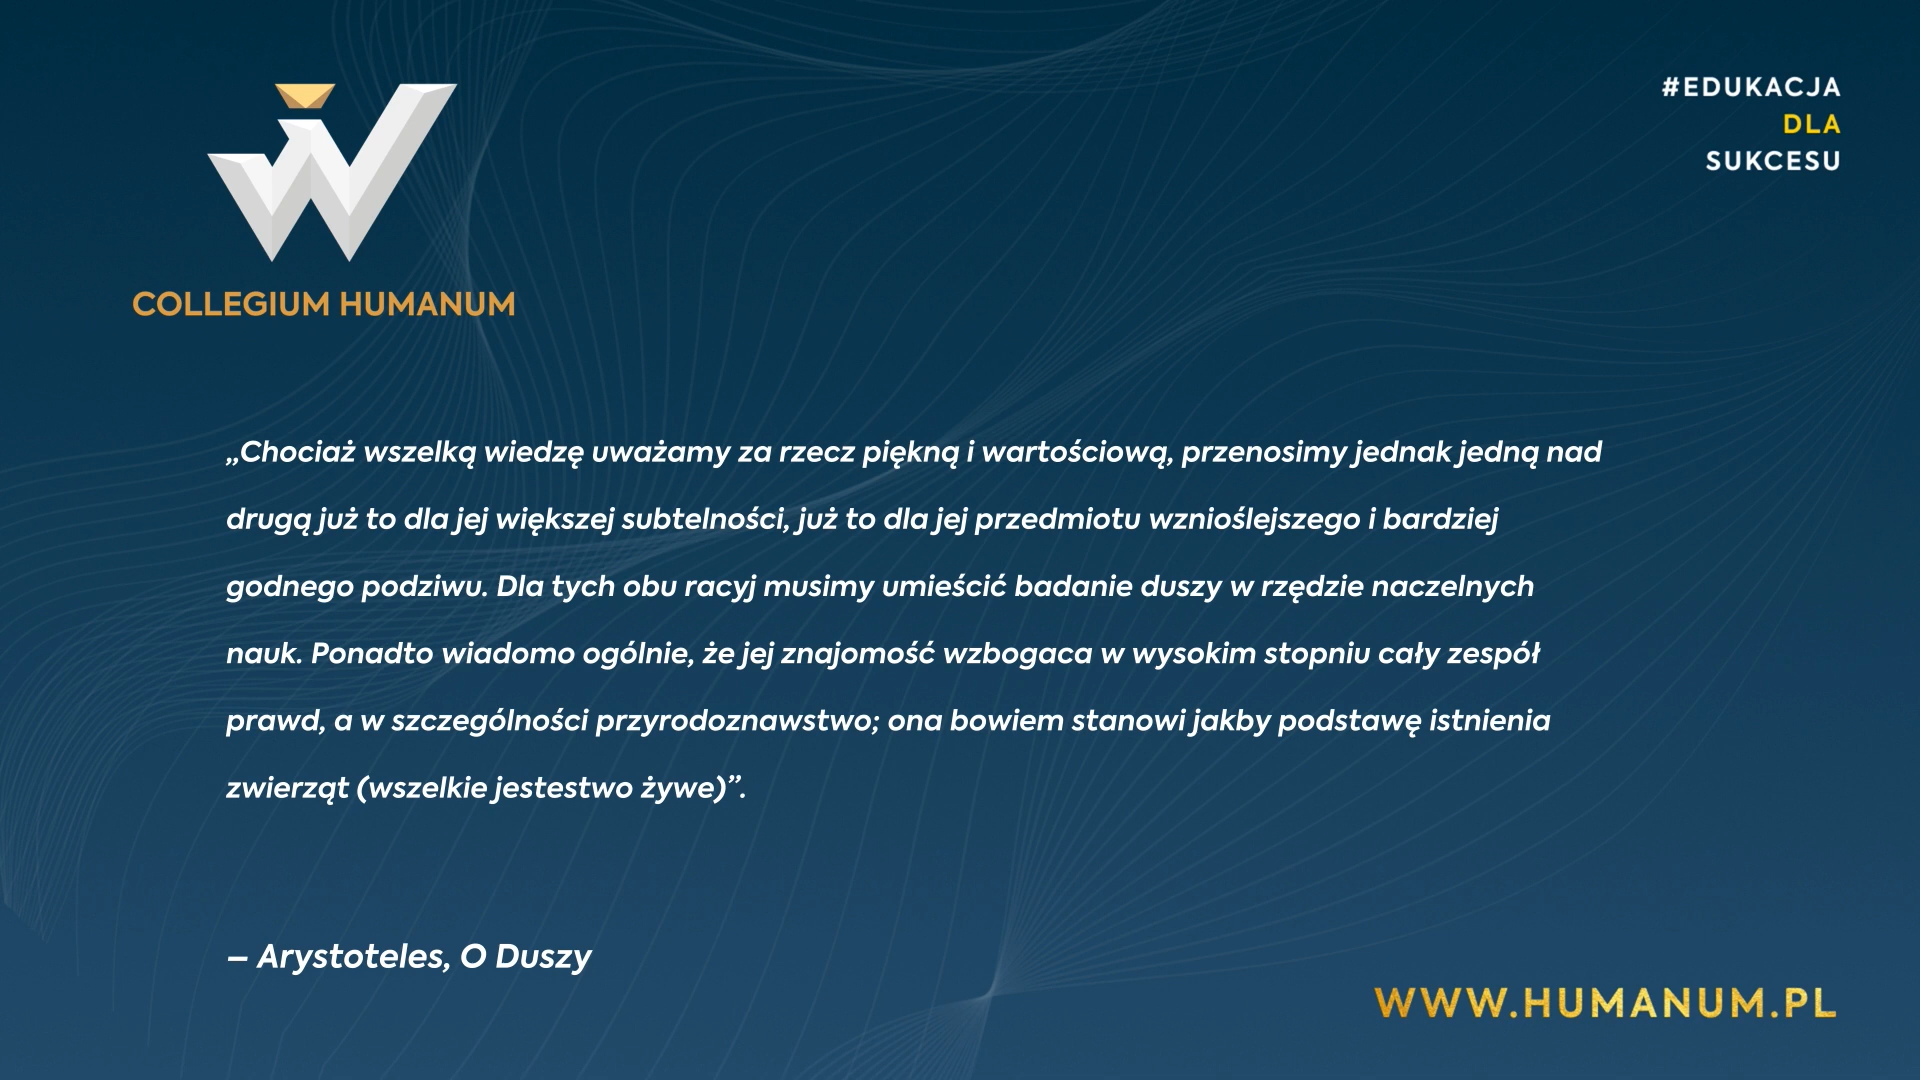 COLLEGIUM HUMANUM
#EDUKACJA
DLA
SUKCESU
„Chociaż wszelką wiedzę uważamy za rzecz piękną i wartościową, przenosimy jednak jedną nad
drugą już to dla jej większej subtelności, już to dla jej przedmiotu wznioślejszego i bardziej
godnego podziwu. Dla tych obu racyj musimy umieścić badanie duszy w rzędzie naczelnych
nauk. Ponadto wiadomo ogólnie, że jej znajomość wzbogaca w wysokim stopniu cały zespół
prawd, a w szczególności przyrodoznawstwo; ona bowiem stanowi jakby podstawę istnienia
zwierząt (wszelkie jestestwo żywe)”.
– Arystoteles, O Duszy
WWW.HUMANUM.PL